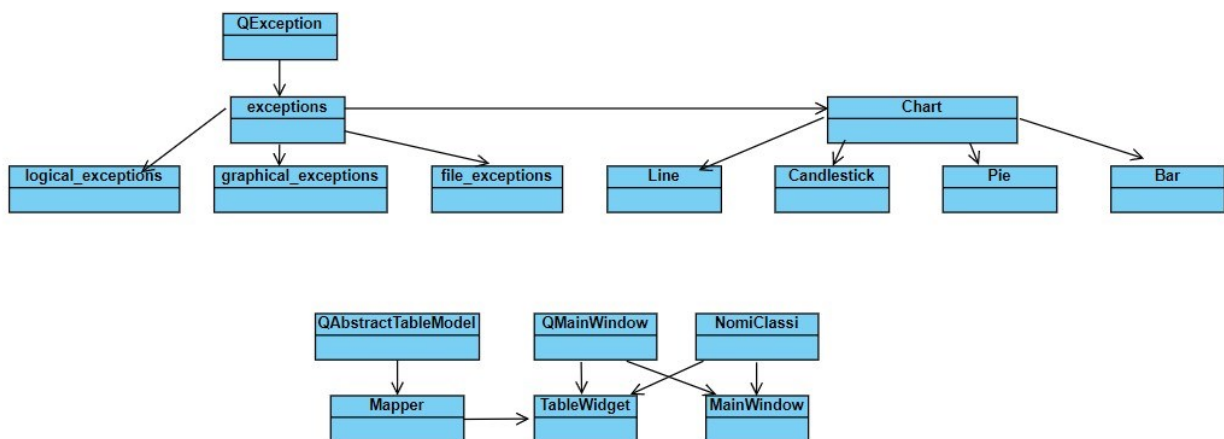 QException
exceptions
Chart
logical_exceptions
graphical_exceptions
file_exceptions
Line
Candlestick
Pie
Bar
QAbstractTableModel
QMainWindow
NomiClassi
Mapper
TableWidget
MainWindow